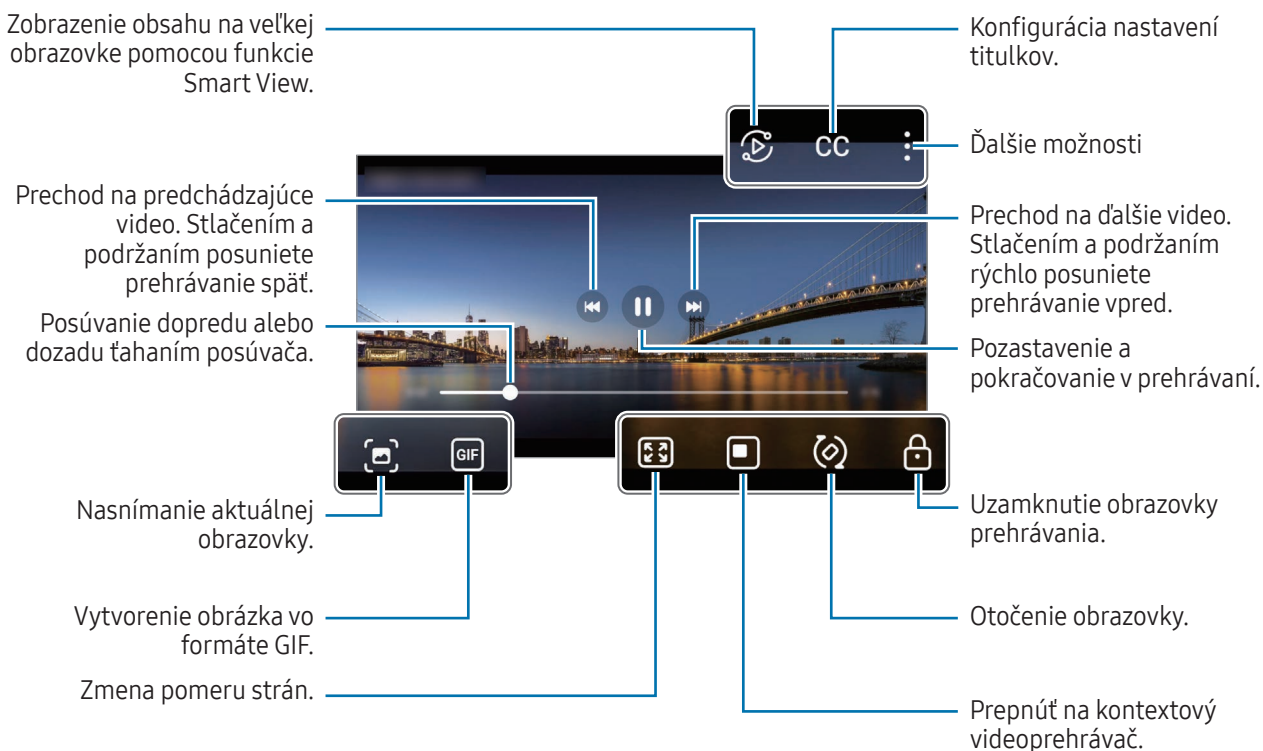 Zobrazenie obsahu na veľkej
obrazovke pomocou funkcie
Smart View.
Konfigurácia nastavení
titulkov.
CC
Ďalšie možnosti
Prechod na predchádzajúce
video. Stlačením a
podržaním posuniete
prehrávanie späť.
Prechod na ďalšie video.
Stlačením a podržaním
rýchlo posuniete
prehrávanie vpred.
Posúvanie dopredu alebo
dozadu ťahaním posúvača.
Pozastavenie a
pokračovanie v prehrávaní.
GIF
Nasnímanie aktuálnej
obrazovky.
Uzamknutie obrazovky
prehrávania.
Vytvorenie obrázka vo
formáte GIF.
Otočenie obrazovky.
Zmena pomeru strán.
Prepnúť na kontextový
videoprehrávač.